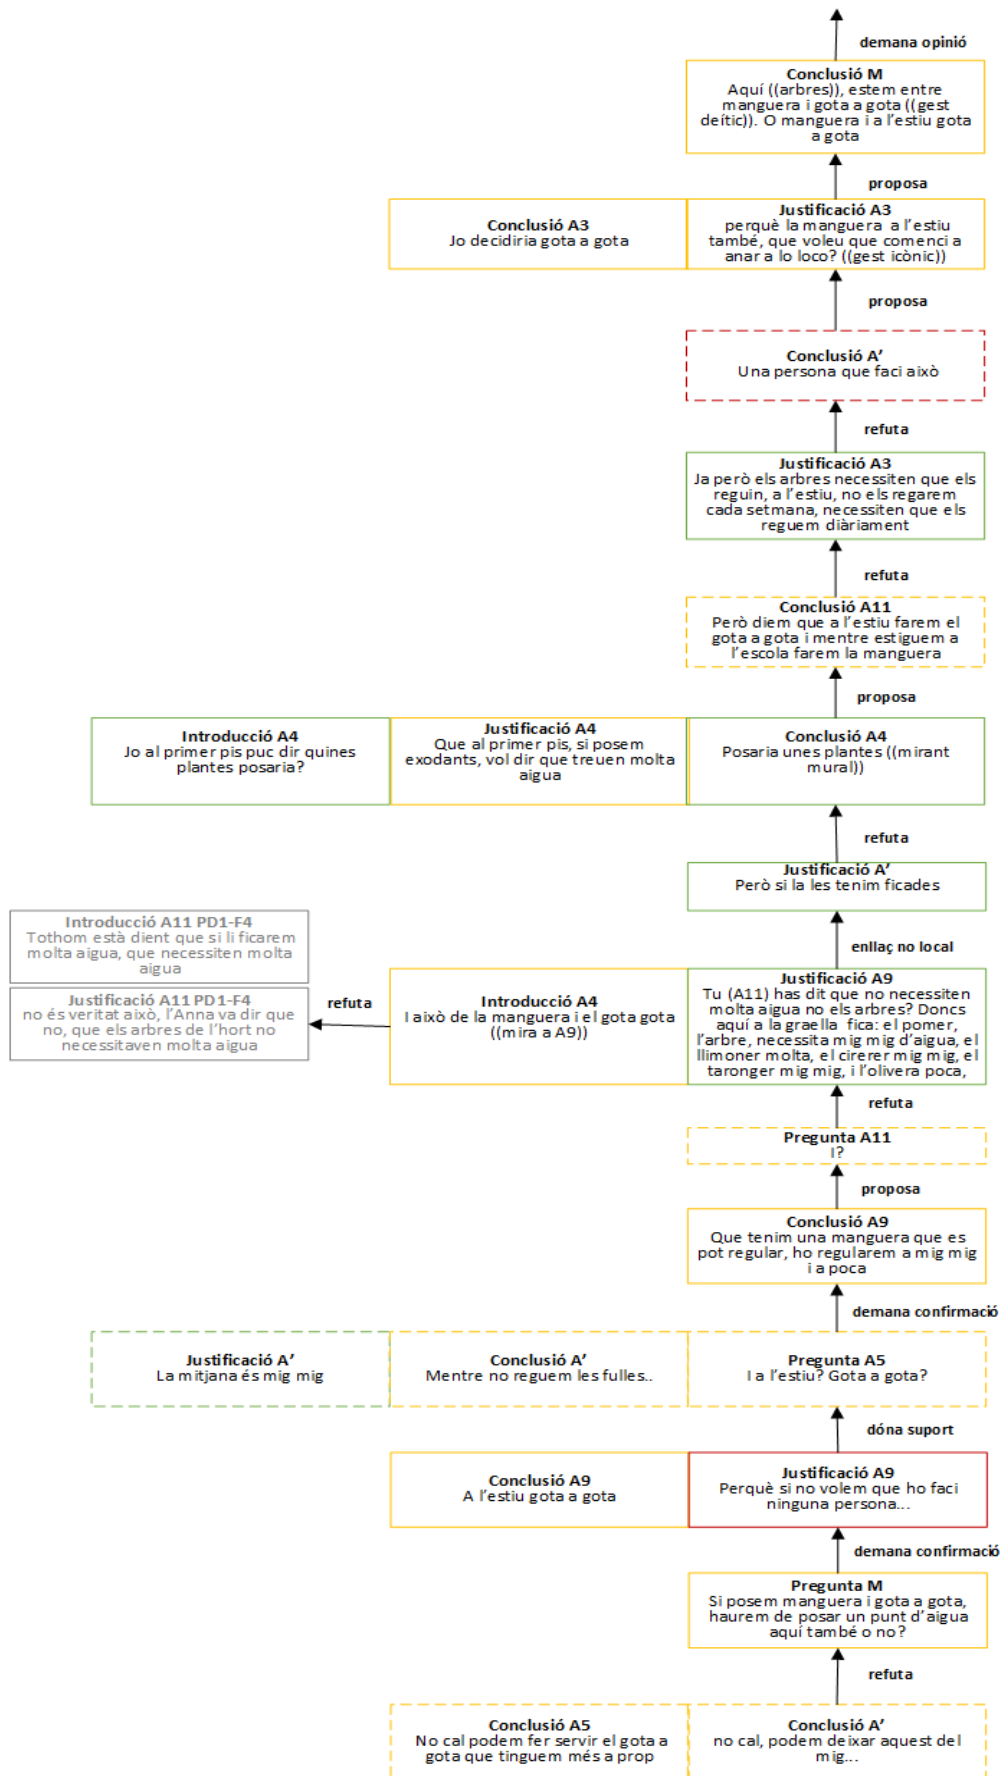 demana opinió
Conclusió M
Aquí ((arbres)), estem entre
manguera i gota a gota ((gest
deític)). O manguera i a l’estiu gota
a gota
proposa
Conclusió A3
Jo decidiria gota a gota
Justificació A3
perquè la manguera a l’estiu
també, que voleu que comenci a
anar a lo loco? ((gest icònic))
proposa
Conclusió A’
Una persona que faci això
refuta
Justificació A3
Ja però els arbres necessiten que els
reguin, a l’estiu, no els regarem
cada setmana, necessiten que els
reguem diàriament
refuta
Conclusió A11
Però diem que a l’estiu farem el
gota a gota i mentre estiguem a
l’escola farem la manguera
proposa
Introducció A4
Jo al primer pis puc dir quines
plantes posaria?
Justificació A4
Que al primer pis, si posem
exodants, vol dir que treuen molta
aigua
Conclusió A4
Posaria unes plantes ((mirant
mural))
refuta
Justificació A’
Però si la les tenim ficades
enllaç no local
Introducció A11 PD1-F4
Tothom està dient que si li ficarem
molta aigua, que necessiten molta
aigua
Justificació A11 PD1-F4
no és veritat això, l’Anna va dir que
no, que els arbres de l’hort no
necessitaven molta aigua
refuta
Introducció A4
I això de la manguera i el gota gota
((mira a A9))
Justificació A9
Tu (A11) has dit que no necessiten
molta aigua no els arbres? Doncs
aquí a la graella fica: el pomer,
l’arbre, necessita mig mig d’aigua, el
llimoner molta, el cirerer mig mig, el
taronger mig mig, i l’olivera poca,
refuta
Pregunta A11
I?
proposa
Conclusió A9
Que tenim una manguera que es
pot regular, ho regularem a mig mig
i a poca
demana confirmació
Justificació A’
La mitjana és mig mig
Conclusió A’
Mentre no reguem les fulles..
Pregunta A5
I a l’estiu? Gota a gota?
dóna suport
Conclusió A9
A l’estiu gota a gota
Justificació A9
Perquè si no volem que ho faci
ninguna persona...
demana confirmació
Pregunta M
Si posem manguera i gota a gota,
haurem de posar un punt d’aigua
aquí també o no?
refuta
Conclusió A5
No cal podem fer servir el gota a
gota que tinguem més a prop
Conclusió A’
no cal, podem deixar aquest del
mig...